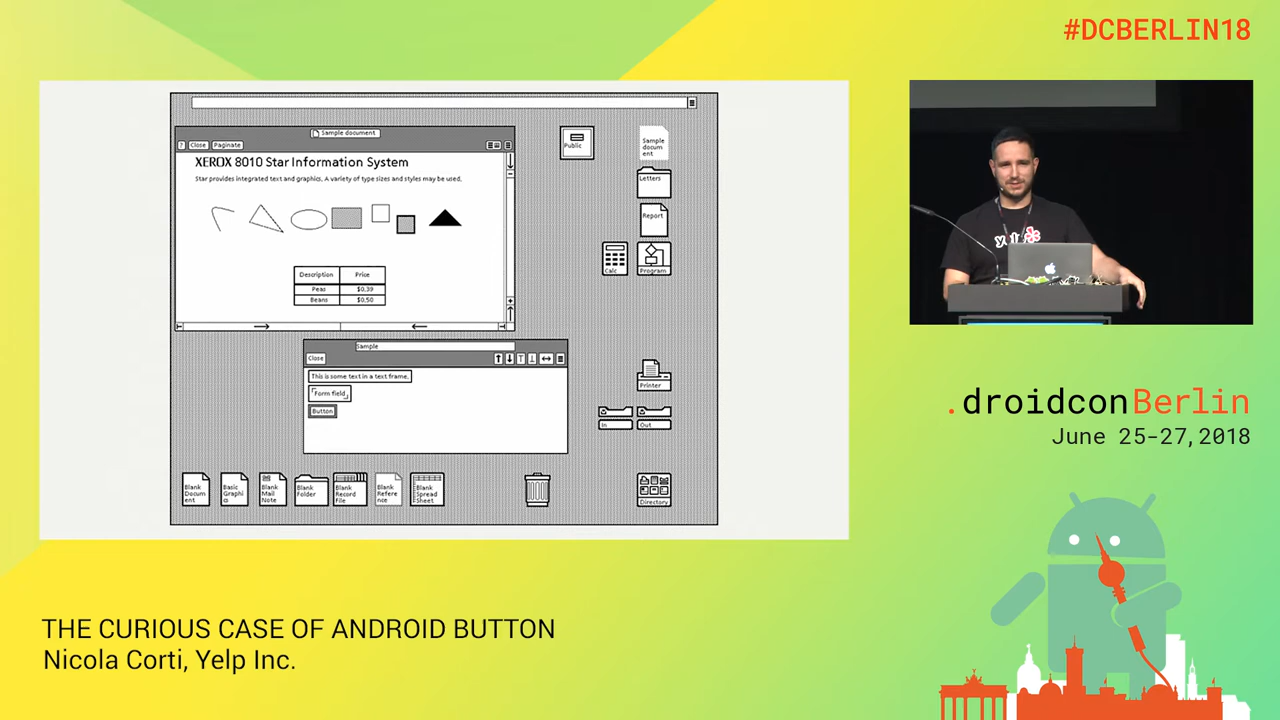 #DCBERLIN18
Sample document
? Close Paginate
XEROX 8010 Star Information System
Star provides integrated text and graphics. A variety of type sizes and styles may be used.
Description Price
Peas $0.39
Beans $0.50
Public
Sample
docum
ent
Letters
Report
Calc
Program
Sample
Close
This is some text in a text frame.
Form field
Button
Printer
In
Out
Blank
Docum
ent
Basic
Graphi
cs
Blank
Mail
Note
Blank
Folder
Blank
Record
File
Blank
Refere
nce
Blank
Spread
Sheet
Directory
yelp
.droidconBerlin
June 25-27, 2018
THE CURIOUS CASE OF ANDROID BUTTON
Nicola Corti, Yelp Inc.